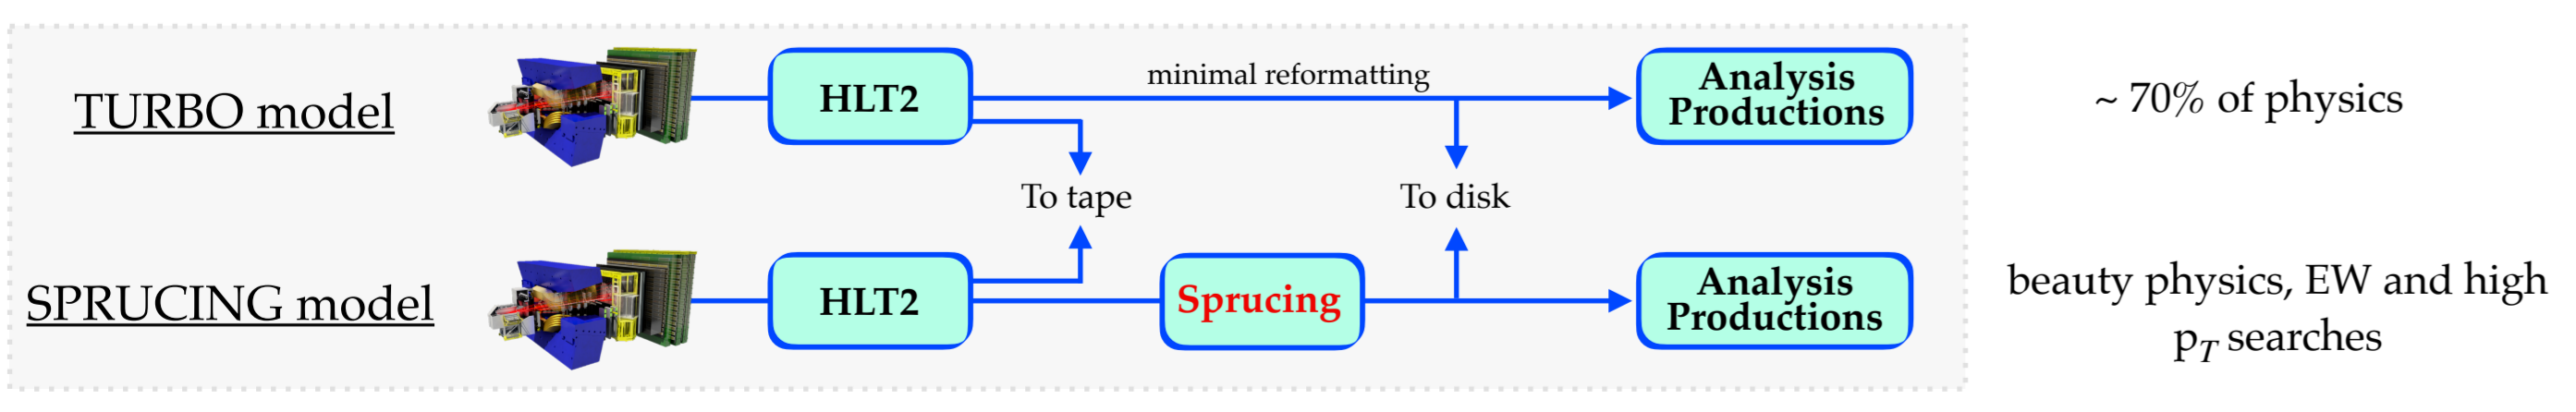 TURBO model
HLT2
minimal reformatting
Analysis
Productions
~ 70% of physics
To tape
To disk
SPRUCING model
HLT2
Sprucing
Analysis
Productions
beauty physics, EW and high
p_T searches